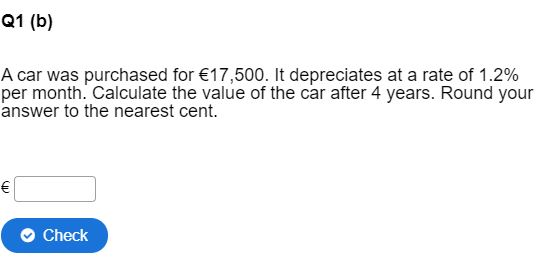 Q1 (b)
A car was purchased for €17,500. It depreciates at a rate of 1.2%
per month. Calculate the value of the car after 4 years. Round your
answer to the nearest cent.
€
Check